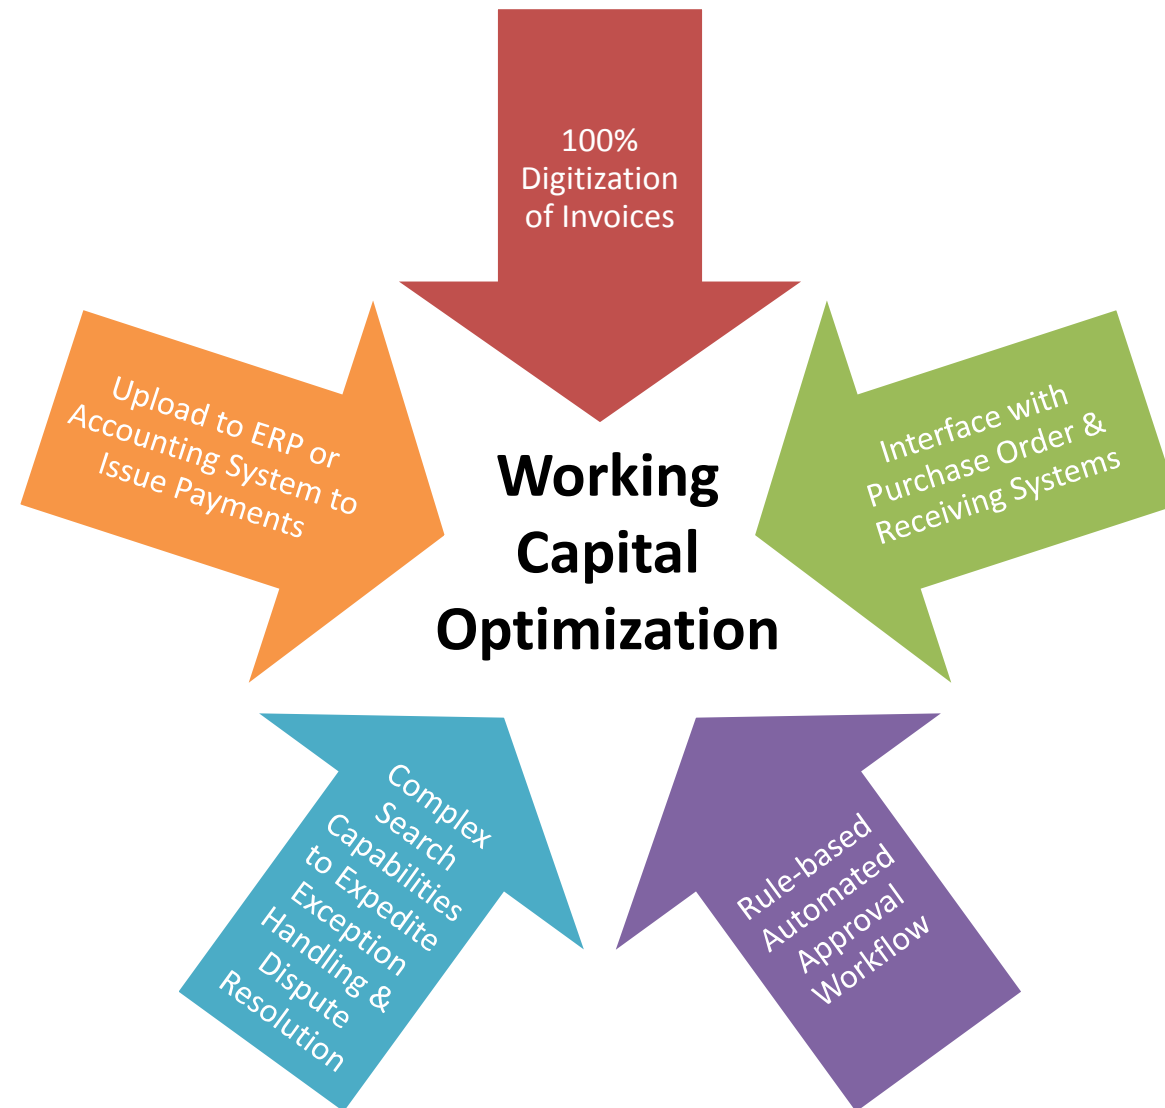 100%
Digitization
of Invoices
Upload to ERP or
Accounting System to
Issue Payments
Interface with
Purchase Order &
Receiving Systems
Working
Capital
Optimization
Complex
Search
Capabilities
to Expedite
Exception
Handling &
Dispute
Resolution
Rule-based
Automated
Approval
Workflow